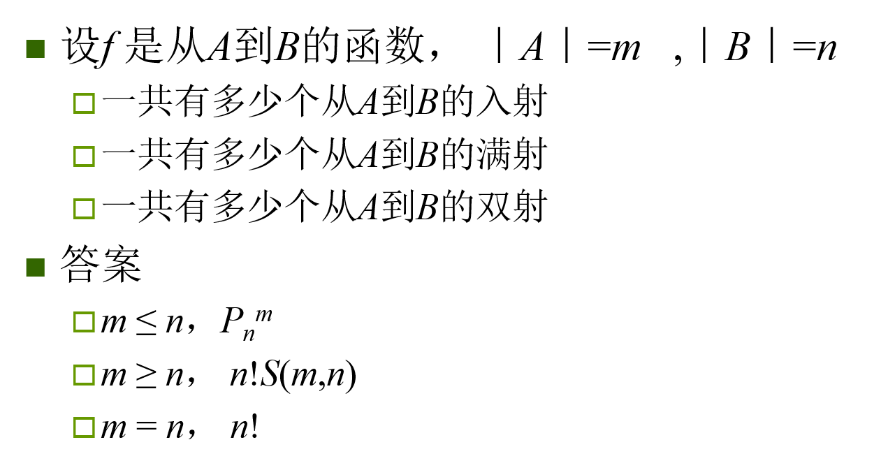 设f是从A到B的函数，｜A｜=m ,｜B｜=n
一共有多少个从A到B的入射
一共有多少个从A到B的满射
一共有多少个从A到B的双射
答案
m ≤ n，Pₙᵐ
m ≥ n， n!S(m,n)
m = n， n!